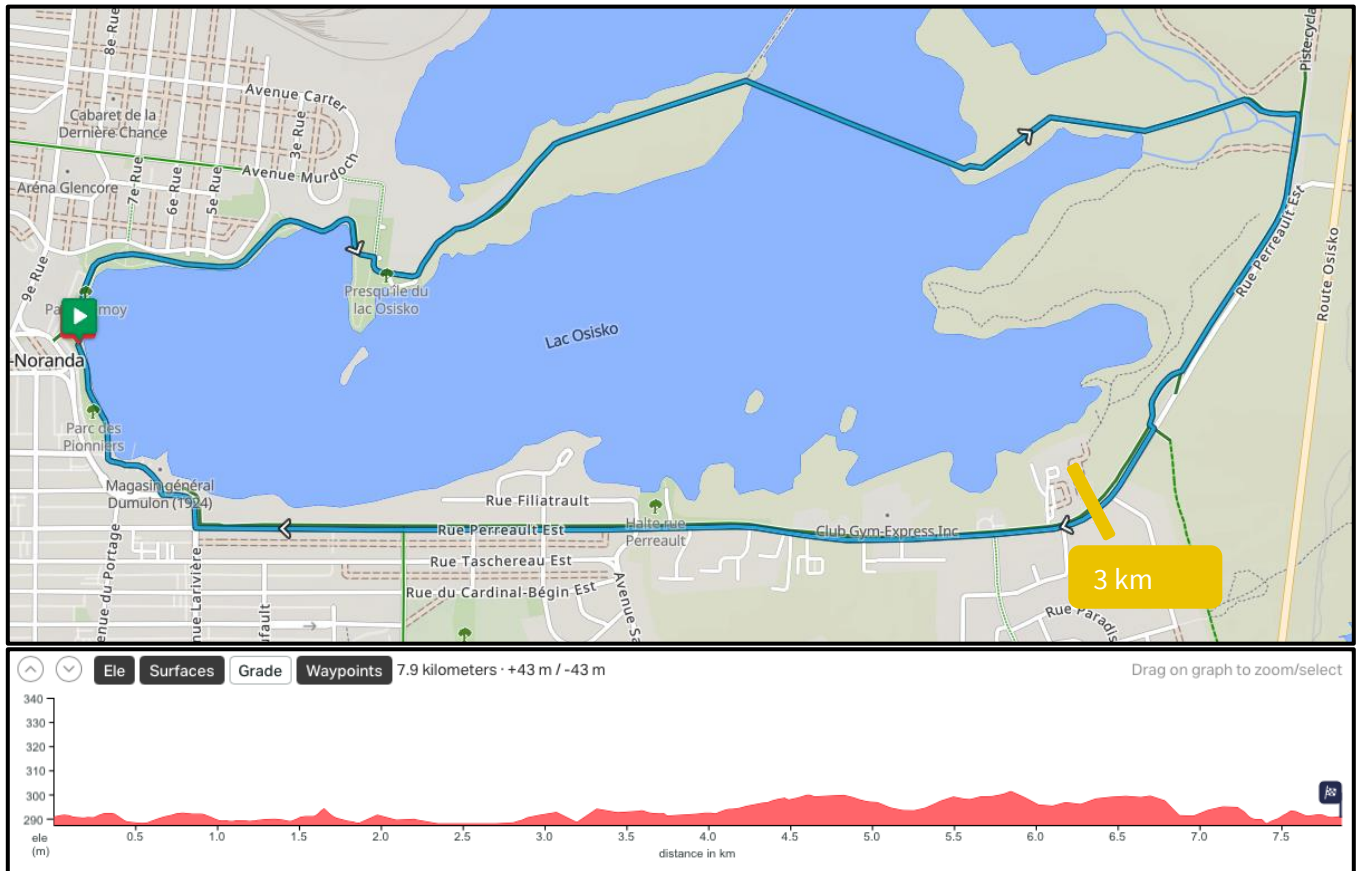 8e-Rue
Piste cycla
Avenue Carter
Cabaret de la
Dernière Chance
3e-Rue
Avenue Murdoch
Aréna Glencore
7e-Rue
6e-Rue
5e-Rue
Rue Perreault Est
Route Osisko
9e-Rue
Presqu'île du
lac Osisko
Pa
moy
Lac Osisko
-Noranda
Parc des
Pionniers
Magasin général
Dumulon (1924)
Rue Filiatrault
Rue Perreault Est
Halte rue
Perreault
Club Gym-Express Inc
Rue Taschereau Est
3 km
Rue du Cardinal-Bégin Est
Avenue Sa
enue du Portage
nue Larivière
ufault
Rue Paradis
Ele
Surfaces
Grade
Waypoints
7.9 kilometers · +43 m / -43 m
Drag on graph to zoom/select
340
330
320
310
300
290
ele
(m)
0.5 1.0 1.5 2.0 2.5 3.0 3.5 4.0 4.5 5.0 5.5 6.0 6.5 7.0 7.5
distance in km